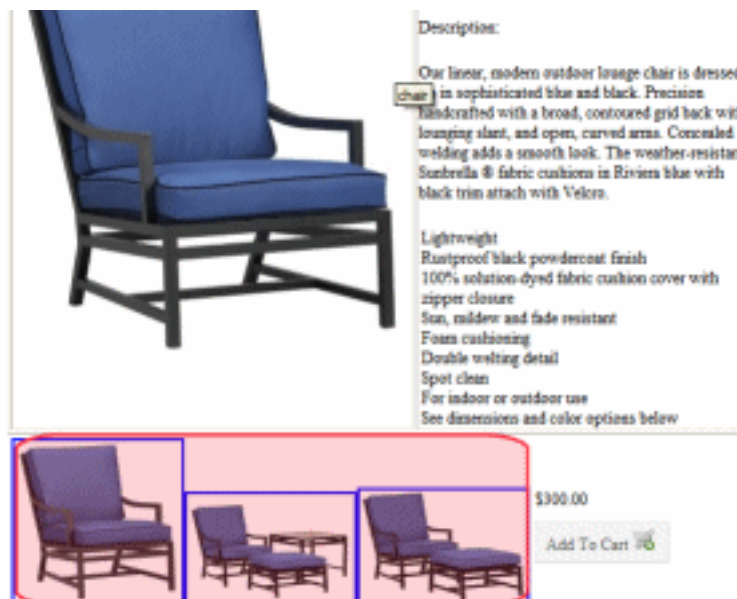 Description:
Our linear, modern outdoor lounge chair is dressed
in sophisticated blue and black. Precision
handcrafted with a broad, contoured grid back with
lounging slant, and open, curved arms. Concealed
welding adds a smooth look. The weather-resistant
Sunbrella ® fabric cushions in Riviera blue with
black trim attach with Velcro.
chair
Lightweight
Rustproof black powdercoat finish
100% solution-dyed fabric cushion cover with
zipper closure
Sun, mildew and fade resistant
Foam cushioning
Double welting detail
Spot clean
For indoor or outdoor use
See dimensions and color options below
$300.00
Add To Cart